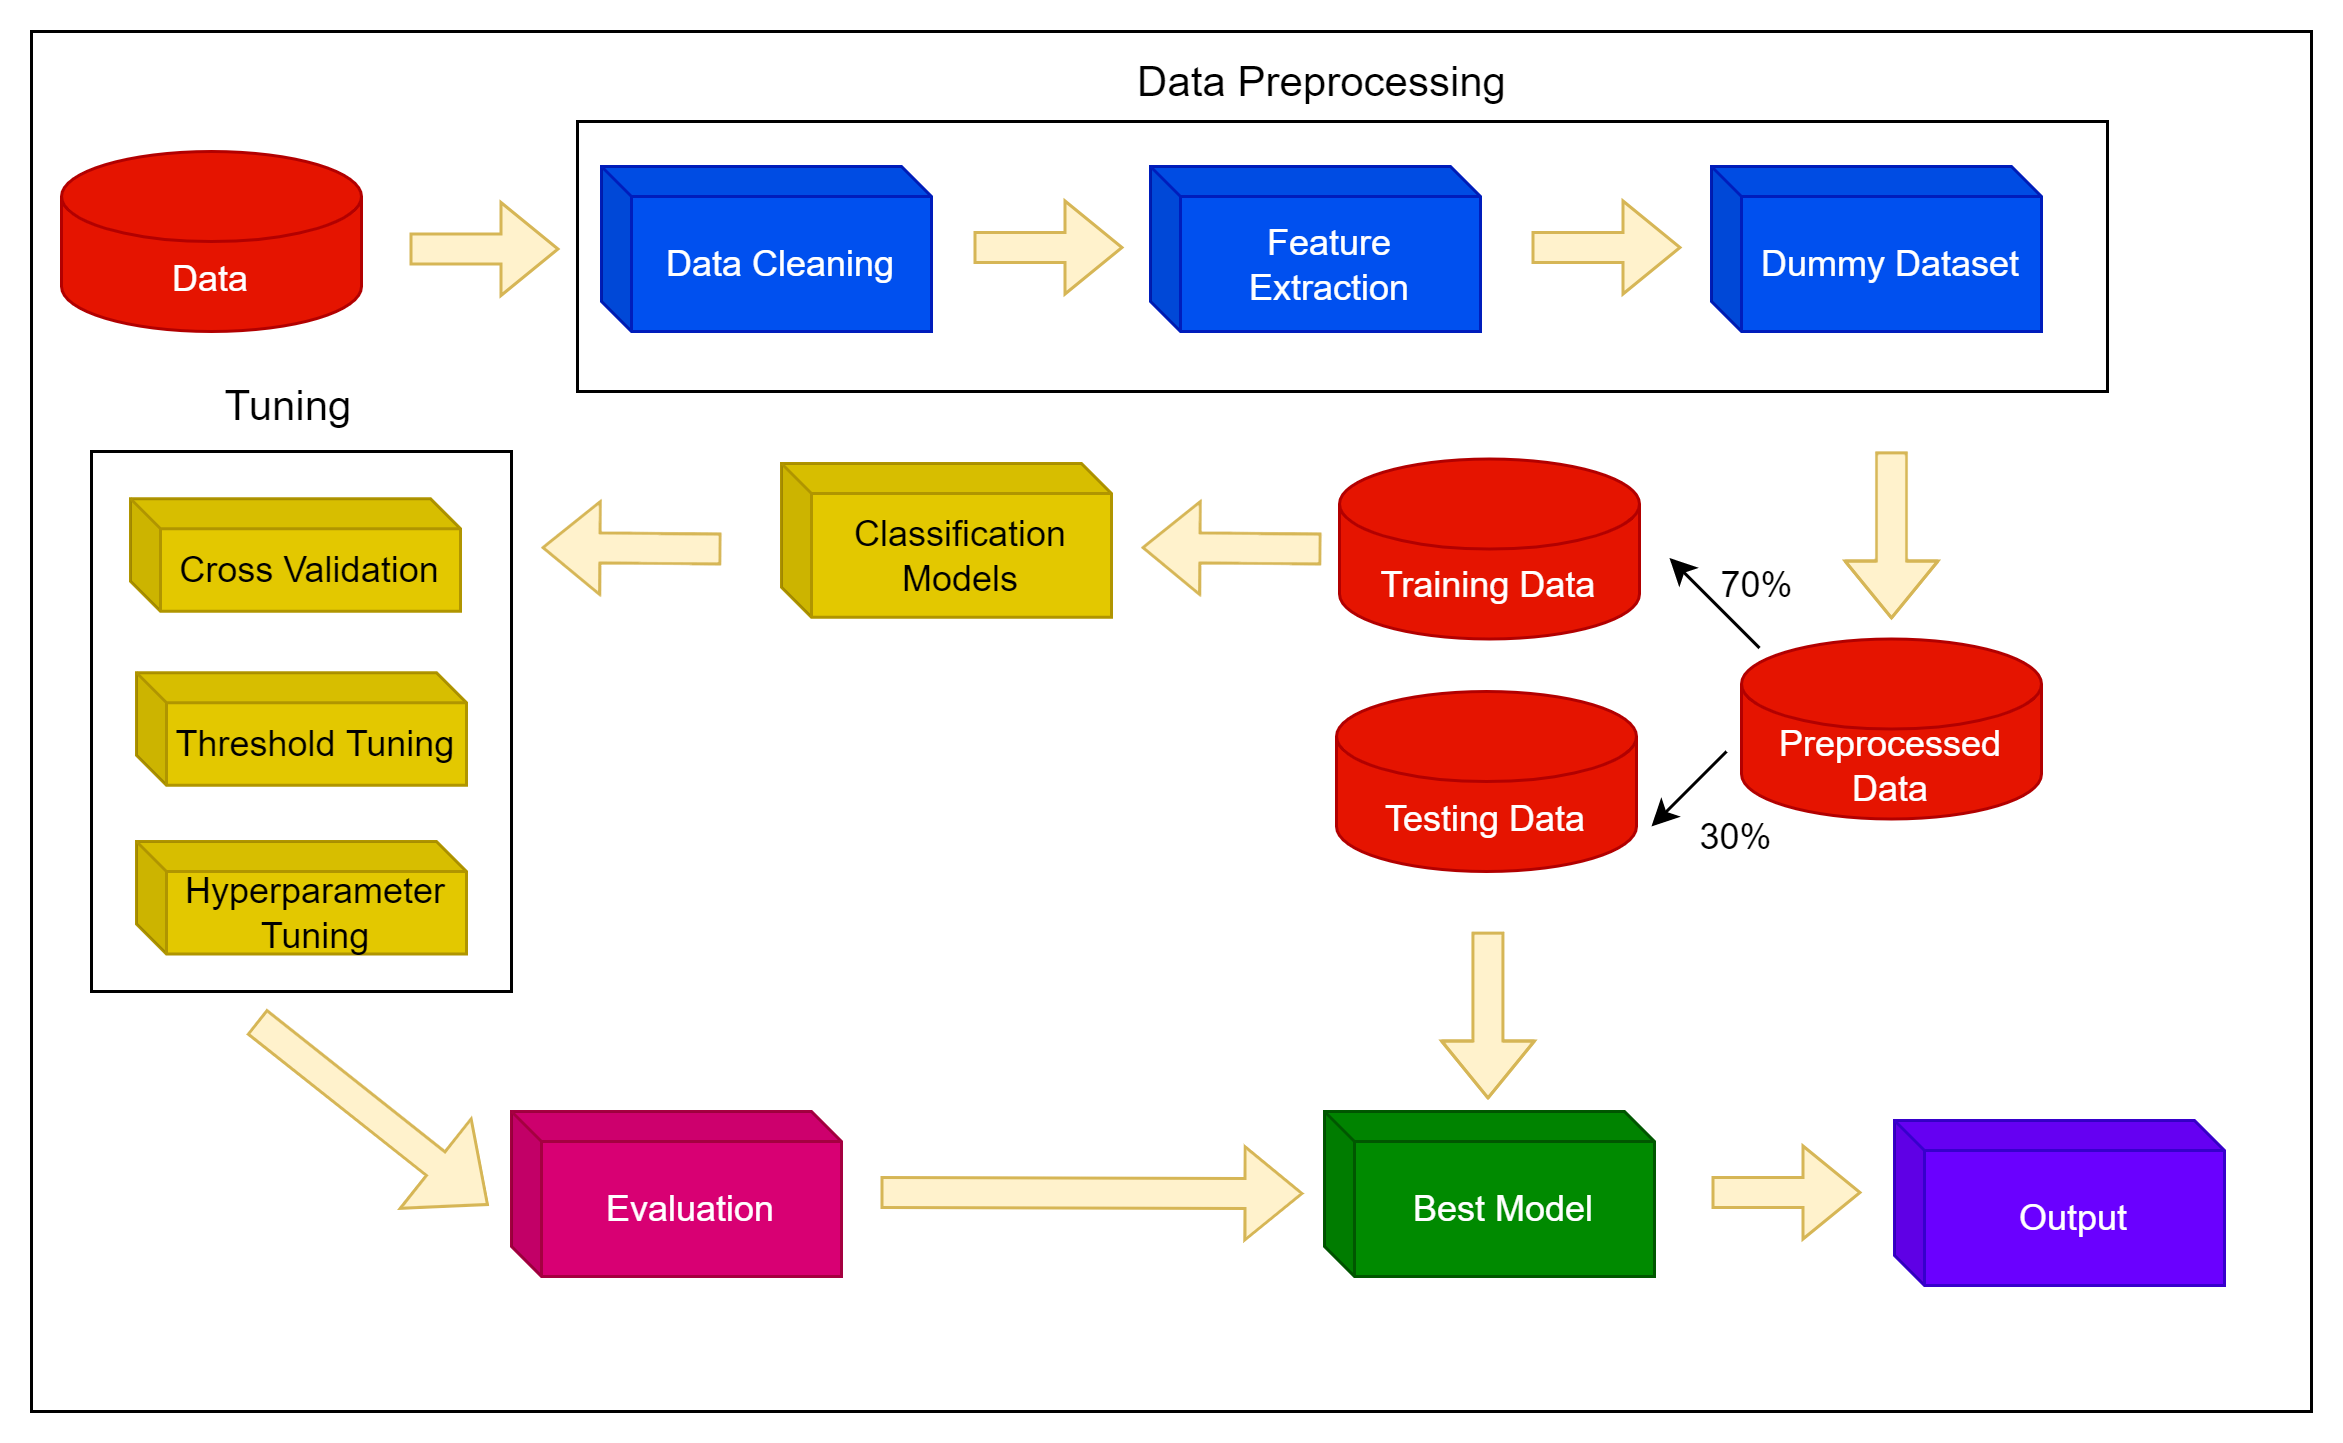 Data Preprocessing
Data
Data Cleaning
Feature
Extraction
Dummy Dataset
Tuning
Cross Validation
Threshold Tuning
Hyperparameter
Tuning
Classification
Models
Training Data
70%
Preprocessed
Data
Testing Data
30%
Evaluation
Best Model
Output